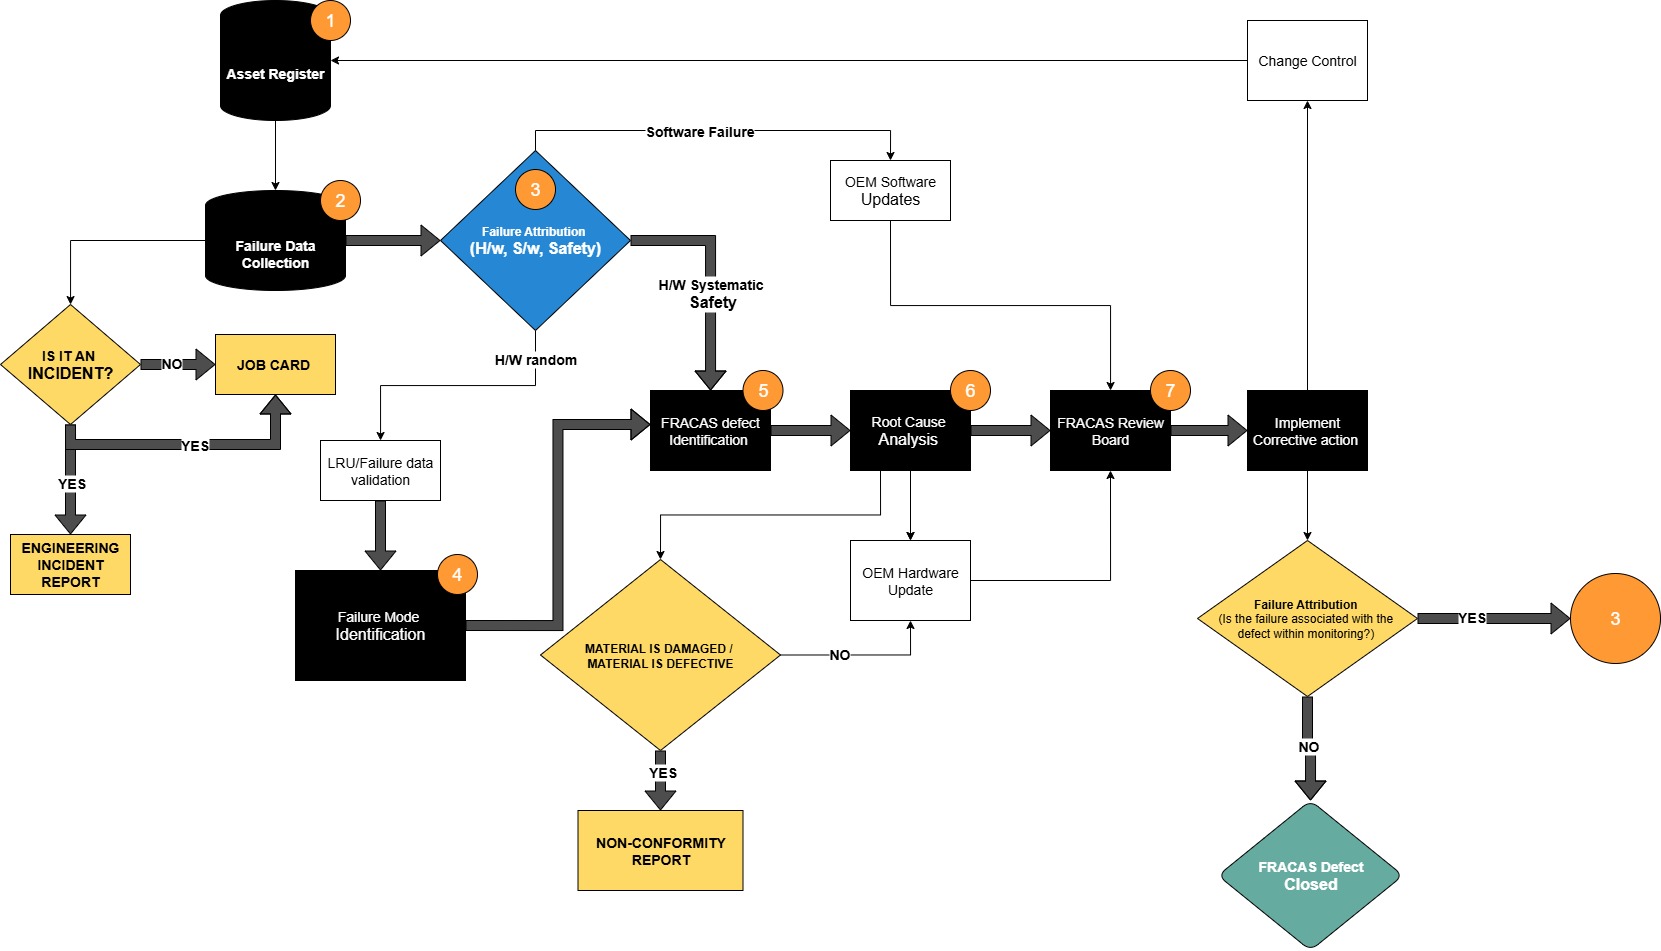 1
Asset Register
Change Control
Software Failure
2
Failure Data
Collection
3
Failure Attribution
(H/w, S/w, Safety)
OEM Software
Updates
H/W Systematic
Safety
IS IT AN
INCIDENT?
NO
JOB CARD
YES
YES
ENGINEERING
INCIDENT
REPORT
H/W random
LRU/Failure data
validation
4
Failure Mode
Identification
5
FRACAS defect
Identification
6
Root Cause
Analysis
7
FRACAS Review
Board
Implement
Corrective action
OEM Hardware
Update
MATERIAL IS DAMAGED /
MATERIAL IS DEFECTIVE
NO
YES
NON-CONFORMITY
REPORT
Failure Attribution
(Is the failure associated with the
defect within monitoring?)
YES
3
NO
FRACAS Defect
Closed